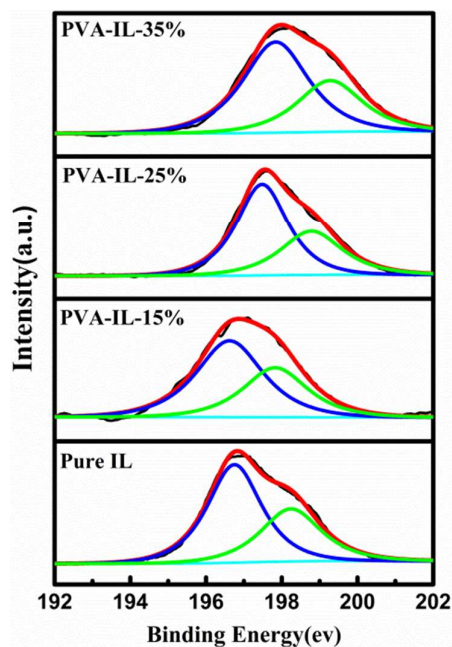 PVA-IL-35%
PVA-IL-25%
PVA-IL-15%
Pure IL
Intensity(a.u.)
192 194 196 198 200 202
Binding Energy(ev)